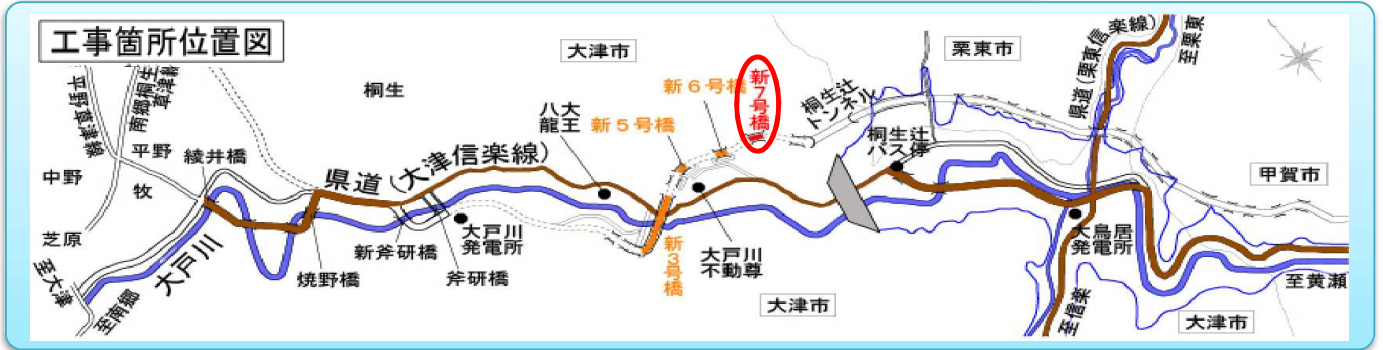 工事箇所位置図
大津市
栗東市
県道(栗東信楽線)
至栗東
平野草津線
南郷桐生
草津線
桐生
新6号橋
新7号橋
桐生辻
トンネル
八大
龍王
新5号橋
桐生辻
バス停
平野
綾井橋
県道(大津信楽線)
中野
牧
甲賀市
芝原
大戸川
大戸川
発電所
新斧研橋
斧研橋
焼野橋
新3号橋
大戸川
不動尊
大鳥居
発電所
至大津
至南郷
大津市
至信楽
大津市
至黄瀬